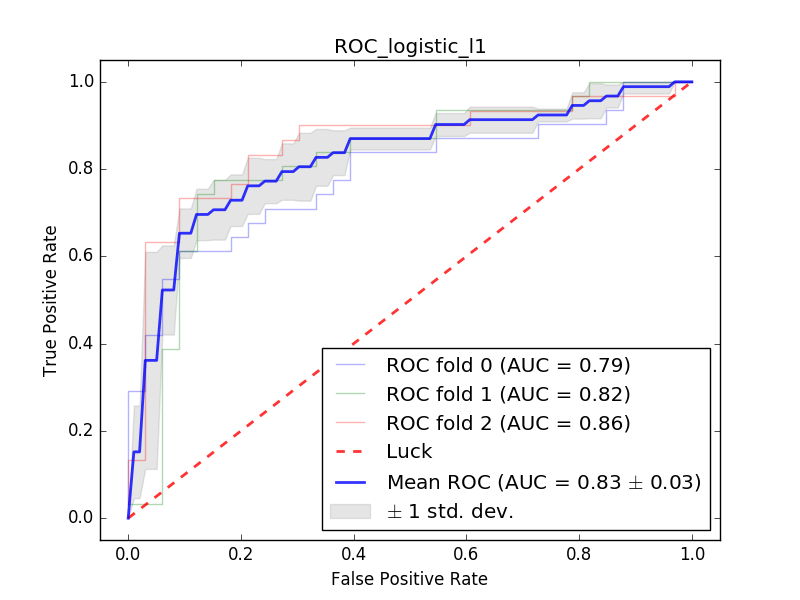 ROC_logistic_l1
True Positive Rate
1.0
0.8
0.6
0.4
0.2
0.0
ROC fold 0 (AUC = 0.79)
ROC fold 1 (AUC = 0.82)
ROC fold 2 (AUC = 0.86)
Luck
Mean ROC (AUC = 0.83 ± 0.03)
± 1 std. dev.
0.0 0.2 0.4 0.6 0.8 1.0
False Positive Rate